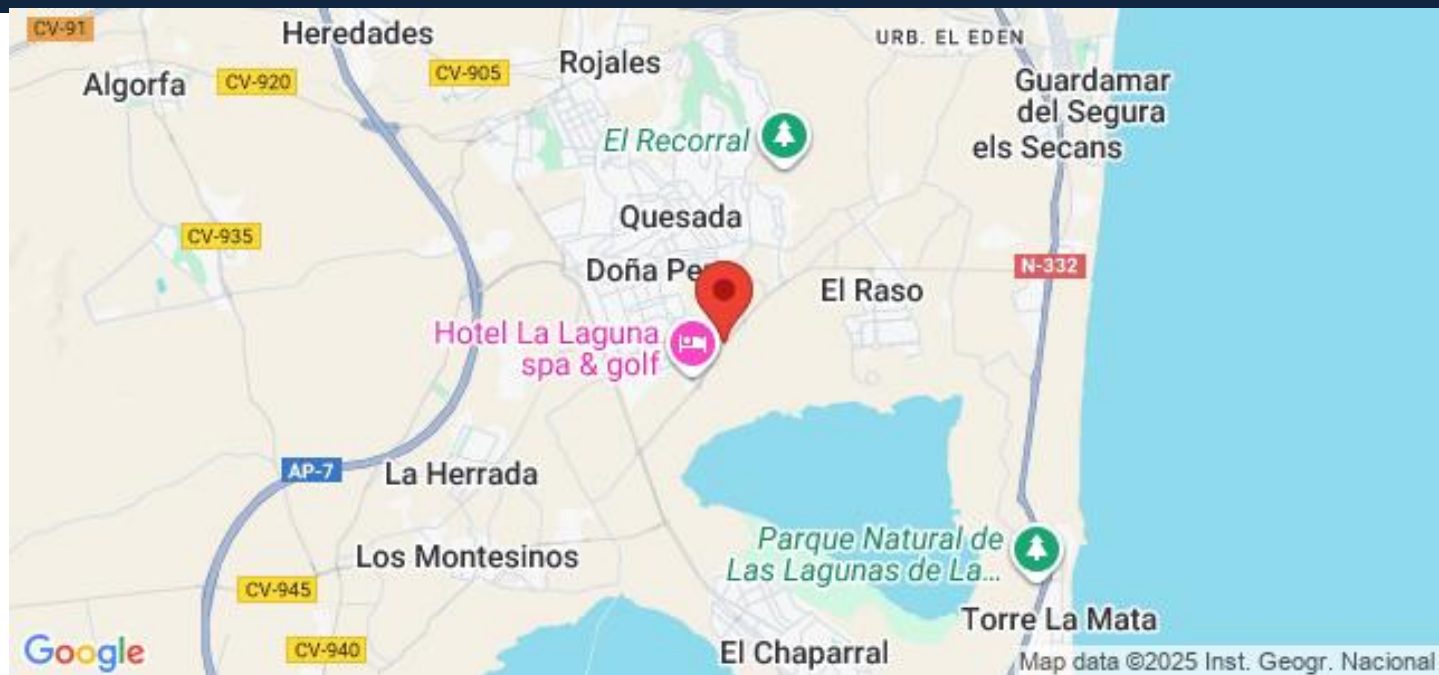 CV-91
Heredades
URB. EL EDEN
Rojales
Algorfa
CV-920
CV-905
Guardamar
del Segura
El Recorral
els Secans
Quesada
CV-935
Doña Pe
N-332
El Raso
Hotel La Laguna
spa & golf
AP-7
La Herrada
Parque Natural de
Las Lagunas de La...
Los Montesinos
CV-945
Torre La Mata
Google
CV-940
El Chaparral
Map data ©2025 Inst. Geogr. Nacional